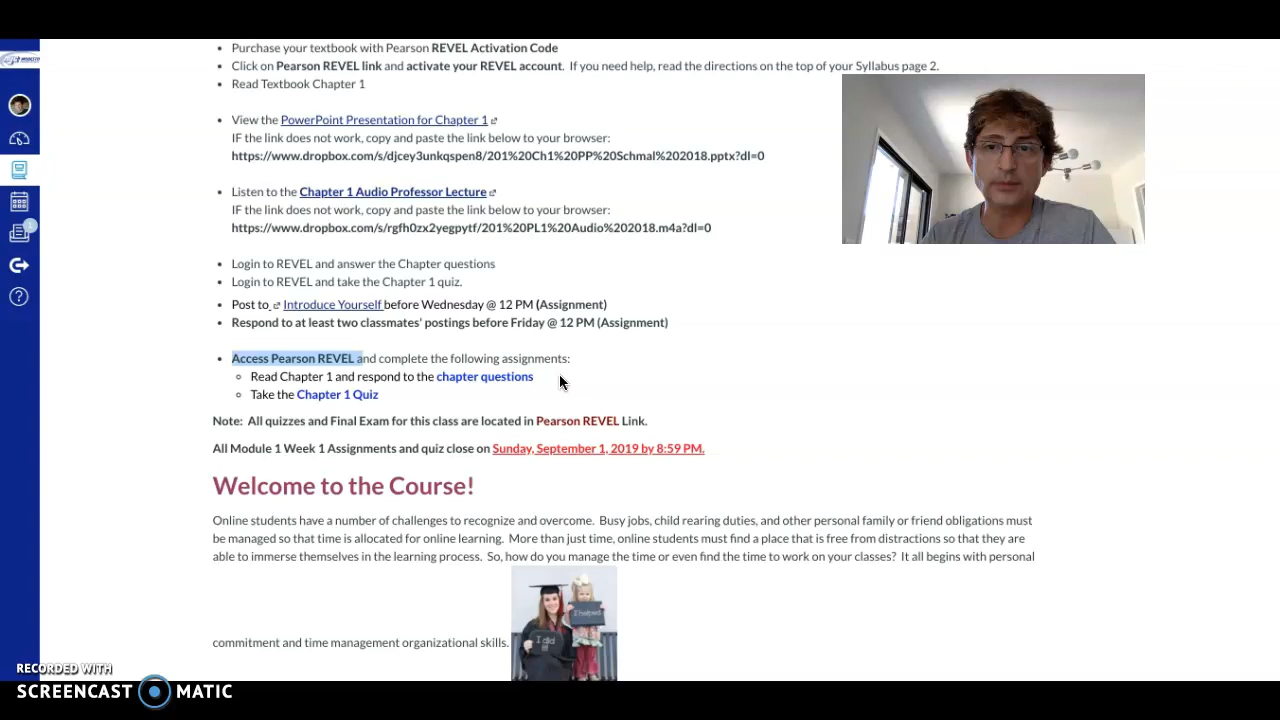 Purchase your textbook with Pearson REVEL Activation Code
Click on Pearson REVEL link and activate your REVEL account. If you need help, read the directions on the top of your Syllabus page 2.
Read Textbook Chapter 1
View the PowerPoint Presentation for Chapter 1
IF the link does not work, copy and paste the link below to your browser:
https://www.dropbox.com/s/djcey3unkqspen8/201%20Ch1%20PP%20Schmal%202018.pptx?dl=0
Listen to the Chapter 1 Audio Professor Lecture
IF the link does not work, copy and paste the link below to your browser:
https://www.dropbox.com/s/rgfh0zx2yegpytf/201%20PL1%20Audio%202018.m4a?dl=0
Login to REVEL and answer the Chapter questions
Login to REVEL and take the Chapter 1 quiz.
Post to Introduce Yourself before Wednesday @ 12 PM (Assignment)
Respond to at least two classmates' postings before Friday @ 12 PM (Assignment)
Access Pearson REVEL and complete the following assignments:
Read Chapter 1 and respond to the chapter questions
Take the Chapter 1 Quiz
Note: All quizzes and Final Exam for this class are located in Pearson REVEL Link.
All Module 1 Week 1 Assignments and quiz close on Sunday, September 1, 2019 by 8:59 PM.
Welcome to the Course!
Online students have a number of challenges to recognize and overcome. Busy jobs, child rearing duties, and other personal family or friend obligations must
be managed so that time is allocated for online learning. More than just time, online students must find a place that is free from distractions so that they are
able to immerse themselves in the learning process. So, how do you manage the time or even find the time to work on your classes? It all begins with personal
I helped
I did it
commitment and time management organizational skills.
RECORDED WITH
SCREENCAST MATIC